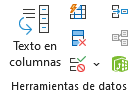 Texto en
columnas
Herramientas de datos